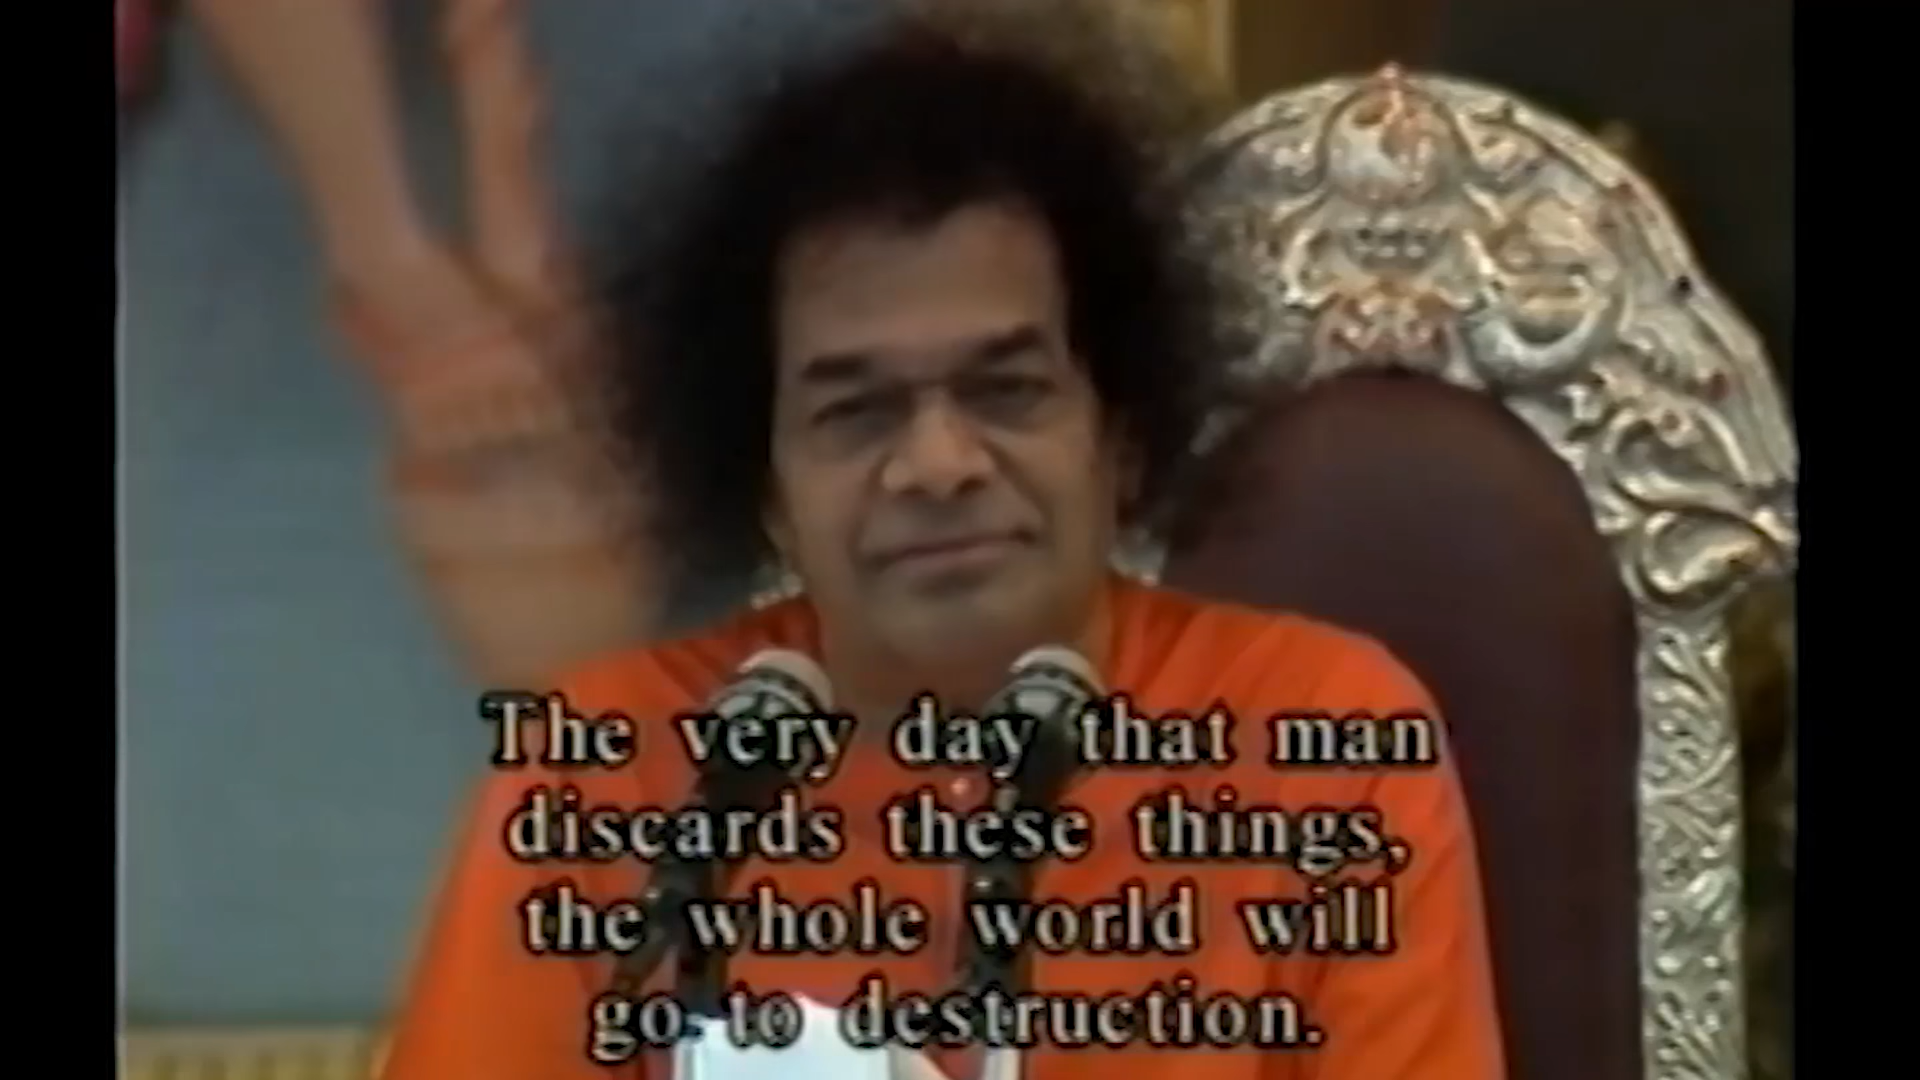 The very day that man
discards these things,
the whole world will
go to destruction.